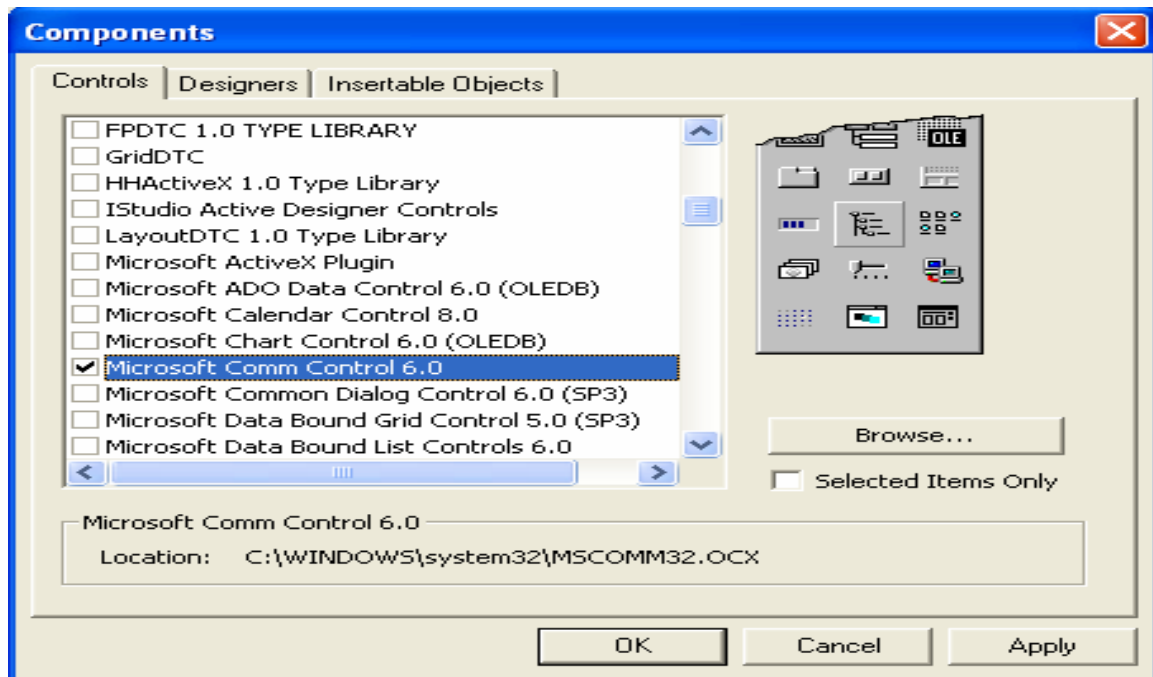 Components
Controls Designers Insertable Objects
FPDTC 1.0 TYPE LIBRARY
GridDTC
HHActiveX 1.0 Type Library
IStudio Active Designer Controls
LayoutDTC 1.0 Type Library
Microsoft ActiveX Plugin
Microsoft ADO Data Control 6.0 (OLEDB)
Microsoft Calendar Control 8.0
Microsoft Chart Control 6.0 (OLEDB)
Microsoft Comm Control 6.0
Microsoft Common Dialog Control 6.0 (SP3)
Microsoft Data Bound Grid Control 5.0 (SP3)
Microsoft Data Bound List Controls 6.0
OLE
Browse...
Selected Items Only
Microsoft Comm Control 6.0
Location: C:\WINDOWS\system32\MSCOMM32.OCX
OK Cancel Apply